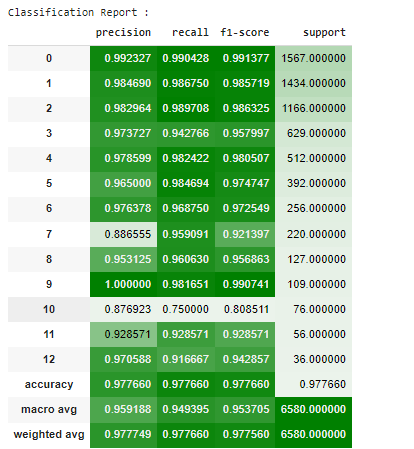 Classification Report :
precision recall f1-score support
0 0.992327 0.990428 0.991377 1567.000000
1 0.984690 0.986750 0.985719 1434.000000
2 0.982964 0.989708 0.986325 1166.000000
3 0.973727 0.942766 0.957997 629.000000
4 0.978599 0.982422 0.980507 512.000000
5 0.965000 0.984694 0.974747 392.000000
6 0.976378 0.968750 0.972549 256.000000
7 0.886555 0.959091 0.921397 220.000000
8 0.953125 0.960630 0.956863 127.000000
9 1.000000 0.981651 0.990741 109.000000
10 0.876923 0.750000 0.808511 76.000000
11 0.928571 0.928571 0.928571 56.000000
12 0.970588 0.916667 0.942857 36.000000
accuracy 0.977660 0.977660 0.977660 0.977660
macro avg 0.959188 0.949395 0.953705 6580.000000
weighted avg 0.977749 0.977660 0.977560 6580.000000